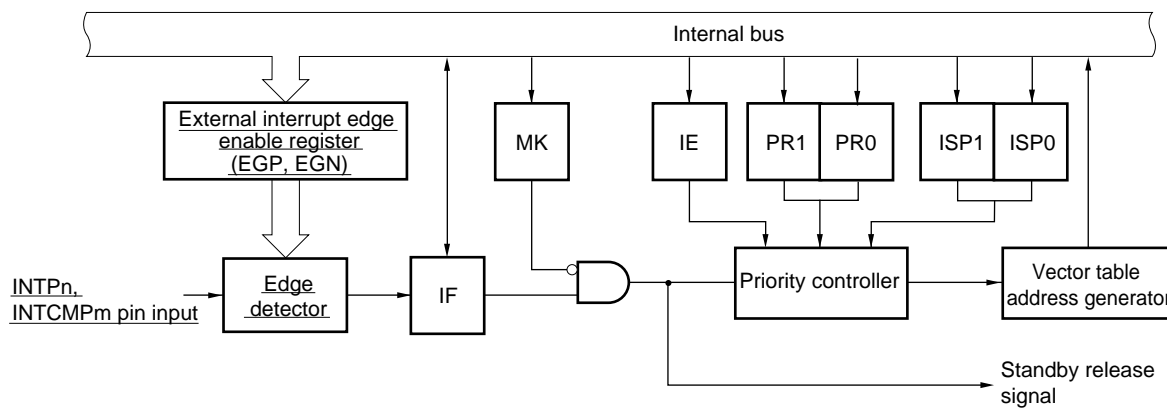 Internal bus
External interrupt edge
enable register
(EGP, EGN)
MK
IE
PR1
PR0
ISP1
ISP0
INTPn,
INTCMPm pin input
Edge
detector
IF
Priority controller
Vector table
address generator
Standby release
signal